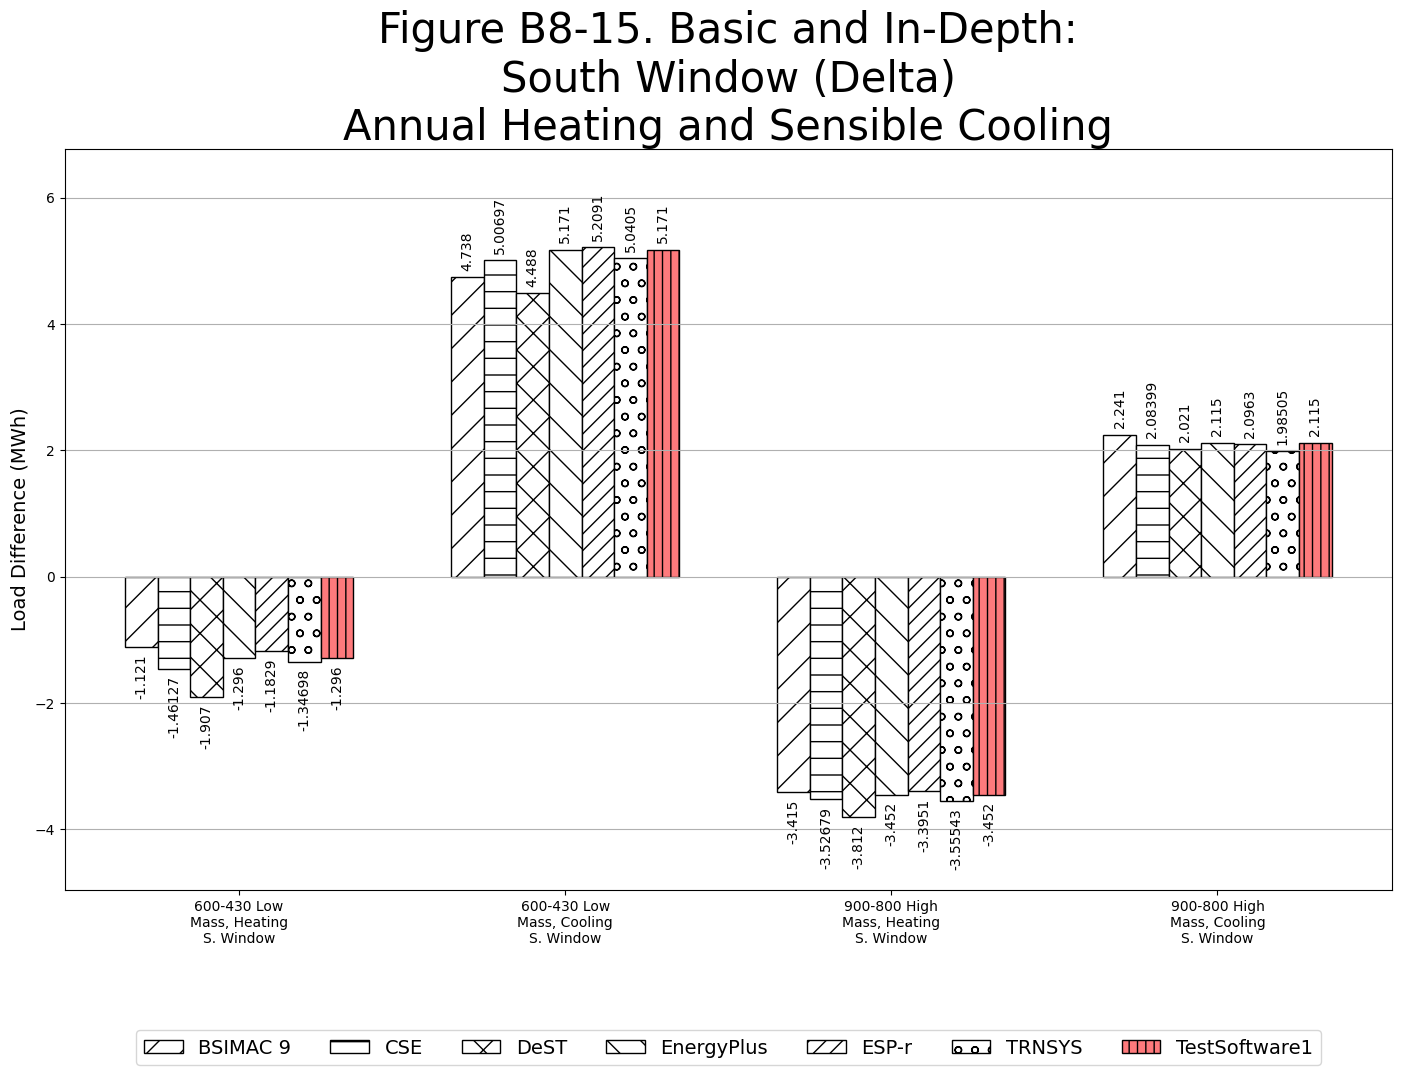 Figure B8-15. Basic and In-Depth:
South Window (Delta)
Annual Heating and Sensible Cooling
Load Difference (MWh)
6
4
2
0
−2
−4
-1.121
-1.46127
-1.907
-1.296
-1.1829
-1.34698
-1.296
4.738
5.00697
4.488
5.171
5.2091
5.0405
5.171
-3.415
-3.52679
-3.812
-3.452
-3.3951
-3.55543
-3.452
2.241
2.08399
2.021
2.115
2.0963
1.98505
2.115
600-430 Low
Mass, Heating
S. Window
600-430 Low
Mass, Cooling
S. Window
900-800 High
Mass, Heating
S. Window
900-800 High
Mass, Cooling
S. Window
BSIMAC 9 CSE DeST EnergyPlus ESP-r TRNSYS TestSoftware1